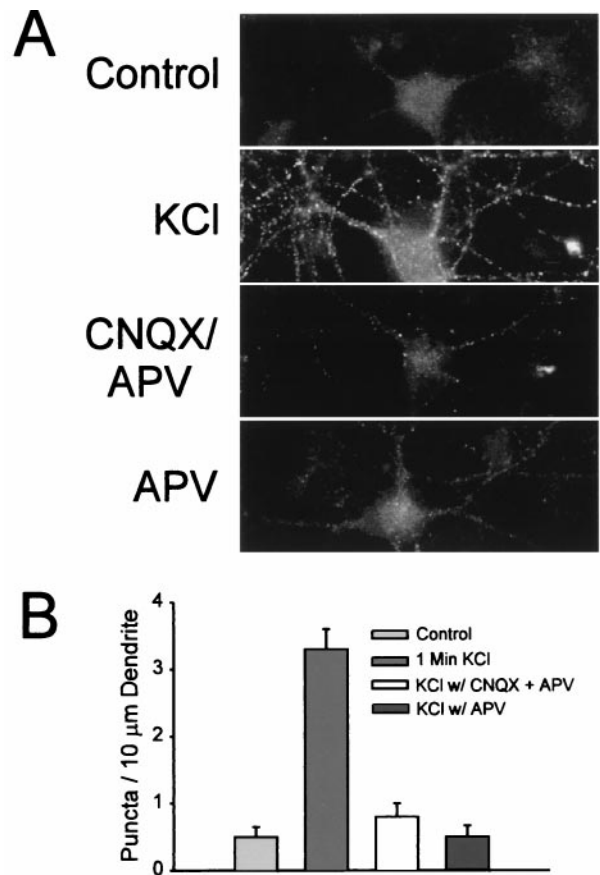 A
Control
KCl
CNQX/
APV
APV
B
Puncta / 10 μm Dendrite
4
3
2
1
0
Control
1 Min KCl
KCl w/ CNQX + APV
KCl w/ APV